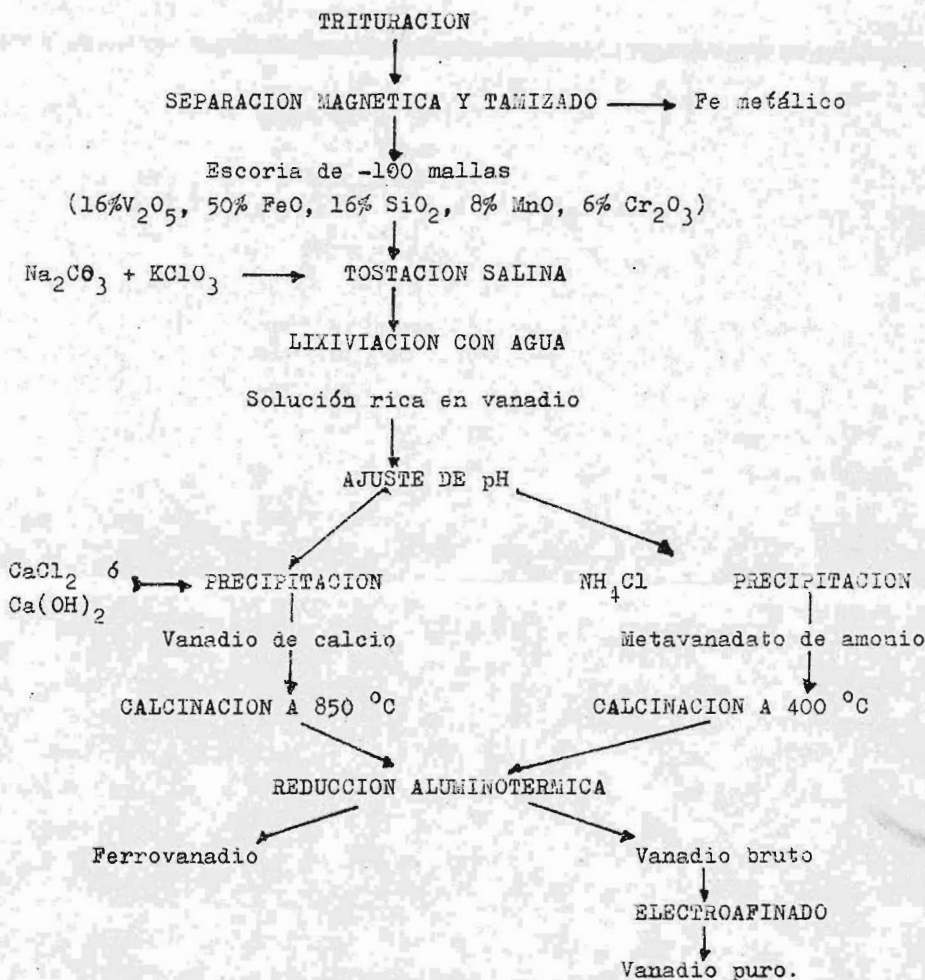 TRITURACION
SEPARACION MAGNETICA Y TAMIZADO Fe metálico
Escoria de -100 mallas
(16%V2O5, 50% FeO, 16% SiO2, 8% MnO, 6% Cr2O3)
Na2CO3 + KClO3 TOSTACION SALINA
LIXIVIACION CON AGUA
Solución rica en vanadio
AJUSTE DE pH
CaCl2 ó PRECIPITACION NH4Cl PRECIPITACION
Ca(OH)2
Vanadio de calcio Metavanadato de amonio
CALCINACION A 850 °C CALCINACION A 400 °C
REDUCCION ALUMINOTERMICA
Ferrovanadio Vanadio bruto
ELECTROAFINADO
Vanadio puro.